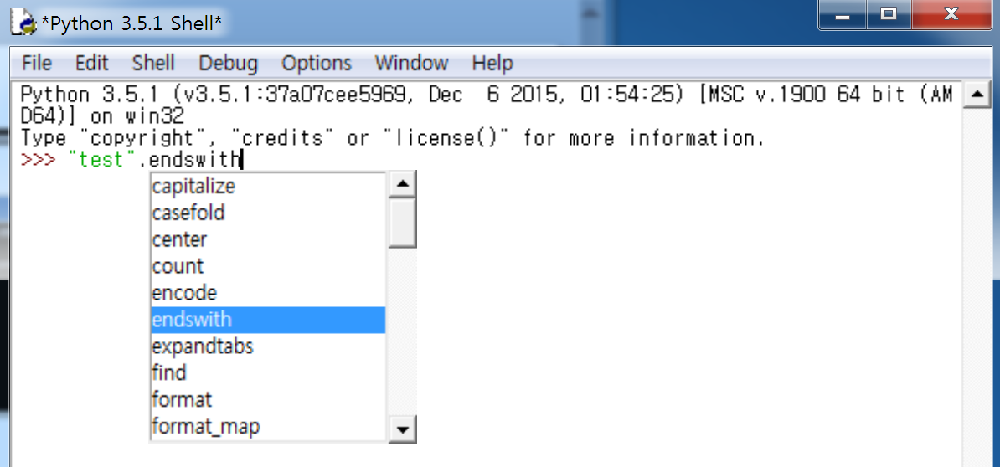 *Python 3.5.1 Shell*
File Edit Shell Debug Options Window Help
Python 3.5.1 (v3.5.1:37a07cee5969, Dec  6 2015, 01:54:25) [MSC v.1900 64 bit (AM
D64)] on win32
Type "copyright", "credits" or "license()" for more information.
>>> "test".endswith
capitalize
casefold
center
count
encode
endswith
expandtabs
find
format
format_map